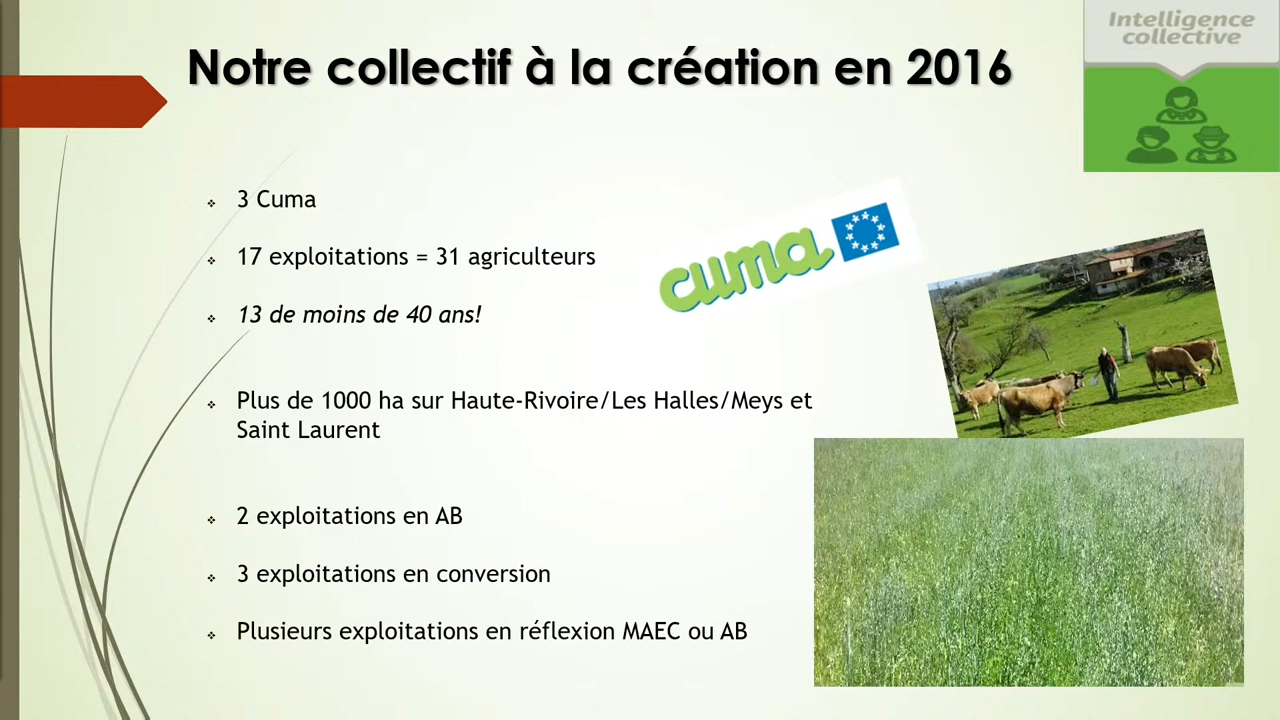 Notre collectif à la création en 2016
Intelligence
collective
3 Cuma
17 exploitations = 31 agriculteurs
13 de moins de 40 ans!
cuma
Plus de 1000 ha sur Haute-Rivoire/Les Halles/Meys et
Saint Laurent
2 exploitations en AB
3 exploitations en conversion
Plusieurs exploitations en réflexion MAEC ou AB